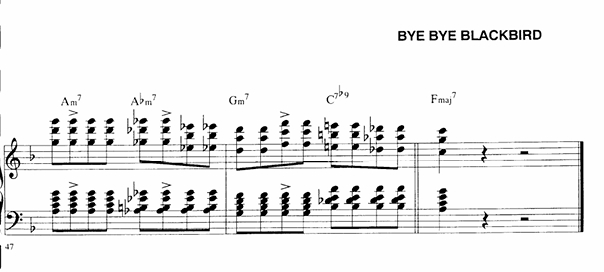 BYE BYE BLACKBIRD
Am7 A♭m7 Gm7 C7♭9 Fmaj7
47